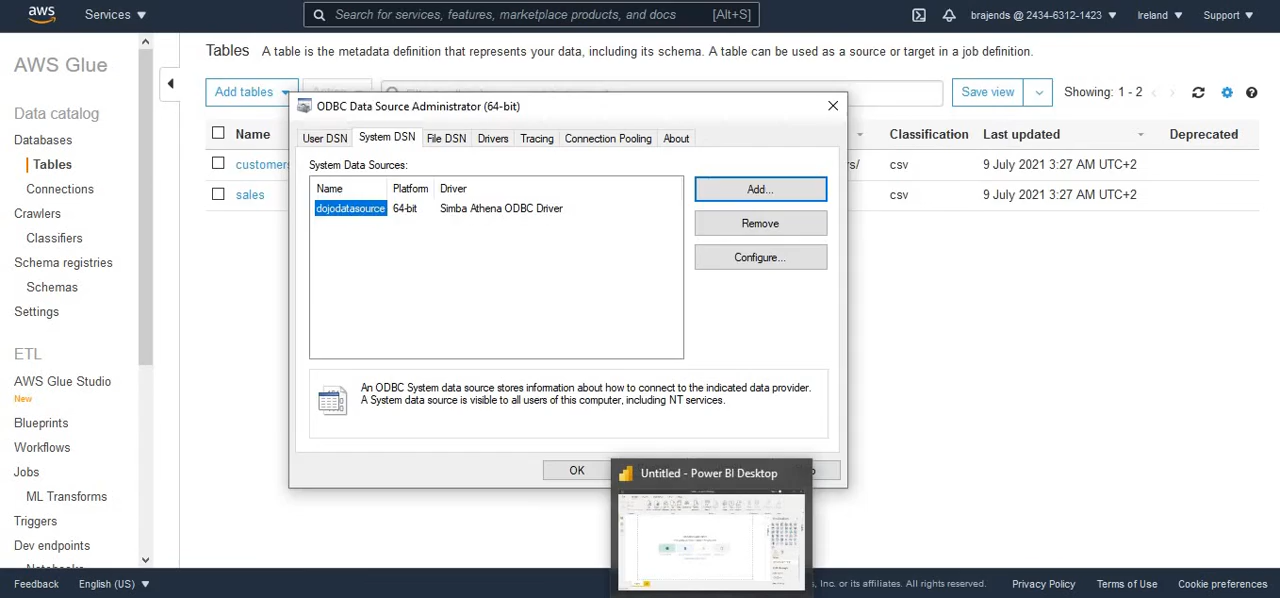 aws Services Search for services, features, marketplace products, and docs [Alt+S] brajends @ 2434-6312-1423 Ireland Support
AWS Glue
Data catalog
Databases
Tables
Connections
Crawlers
Classifiers
Schema registries
Schemas
Settings
ETL
AWS Glue Studio
New
Blueprints
Workflows
Jobs
ML Transforms
Triggers
Dev endpoints
Tables A table is the metadata definition that represents your data, including its schema. A table can be used as a source or target in a job definition.
Add tables Save view Showing: 1 - 2
Name Classification Last updated Deprecated
customers csv 9 July 2021 3:27 AM UTC+2
sales csv 9 July 2021 3:27 AM UTC+2
ODBC Data Source Administrator (64-bit)
User DSN System DSN File DSN Drivers Tracing Connection Pooling About
System Data Sources:
Name Platform Driver
dojodatasource 64-bit Simba Athena ODBC Driver
Add...
Remove
Configure...
An ODBC System data source stores information about how to connect to the indicated data provider.
A System data source is visible to all users of this computer, including NT services.
OK
Untitled - Power BI Desktop
Feedback English (US) , Inc. or its affiliates. All rights reserved. Privacy Policy Terms of Use Cookie preferences